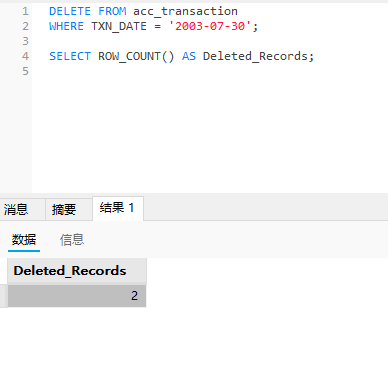 1 DELETE FROM acc_transaction
2 WHERE TXN_DATE = '2003-07-30';
3
4 SELECT ROW_COUNT() AS Deleted_Records;
5
消息 摘要 结果 1
数据 信息
Deleted_Records
2